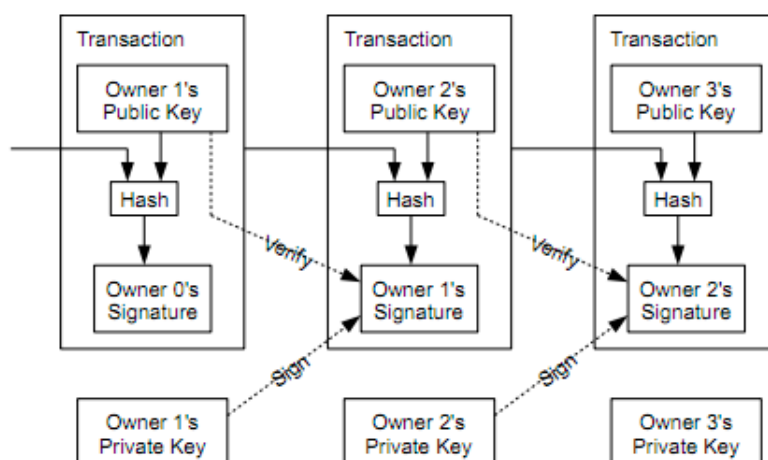 Transaction
Owner 1's
Public Key
Hash
Owner 0's
Signature
Transaction
Owner 2's
Public Key
Hash
Verify
Owner 1's
Signature
Transaction
Owner 3's
Public Key
Hash
Verify
Owner 2's
Signature
Sign
Sign
Owner 1's
Private Key
Owner 2's
Private Key
Owner 3's
Private Key